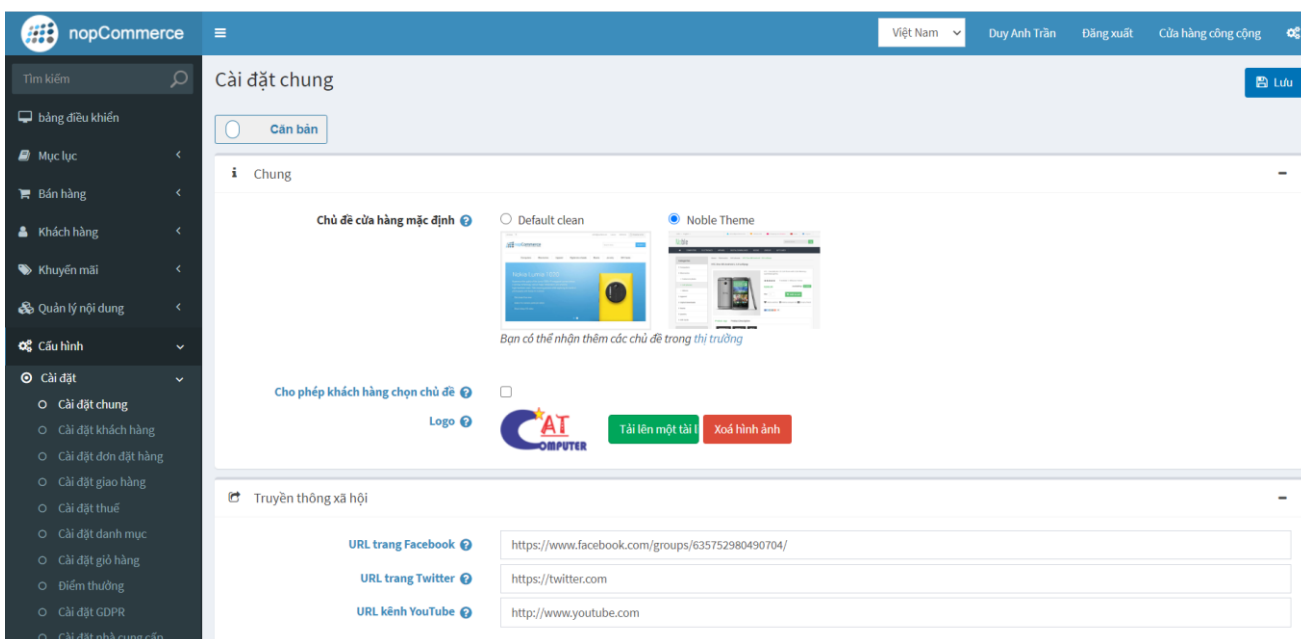 nopCommerce
Việt Nam
Duy Anh Trần
Đăng xuất
Cửa hàng công cộng
Tìm kiếm
bảng điều khiển
Mục lục
Bán hàng
Khách hàng
Khuyến mãi
Quản lý nội dung
Cấu hình
Cài đặt
Cài đặt chung
Cài đặt khách hàng
Cài đặt đơn đặt hàng
Cài đặt giao hàng
Cài đặt thuế
Cài đặt danh mục
Cài đặt giỏ hàng
Điểm thưởng
Cài đặt GDPR
Cài đặt nhà cung cấp
Cài đặt chung
Lưu
Căn bản
Chung
Chủ đề cửa hàng mặc định
Default clean
Noble Theme
Bạn có thể nhận thêm các chủ đề trong thị trường
Cho phép khách hàng chọn chủ đề
Logo
CAT COMPUTER
Tải lên một tài l
Xoá hình ảnh
Truyền thông xã hội
URL trang Facebook
https://www.facebook.com/groups/635752980490704/
URL trang Twitter
https://twitter.com
URL kênh YouTube
http://www.youtube.com